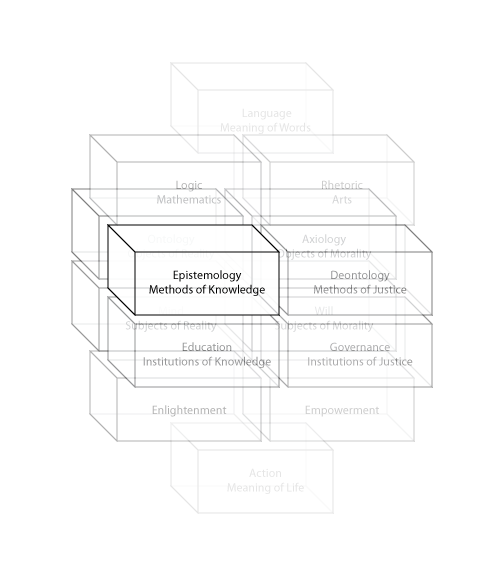 Language
Meaning of Words
Logic
Mathematics
Rhetoric
Arts
Axiology
bjects of Morality
Epistemology
Methods of Knowledge
Deontology
Methods of Justice
Subjects of Reality
Will
ubjects of Morality
Education
Institutions of Knowledge
Governance
Institutions of Justice
Enlightenment
Empowerment
Action
Meaning of Life